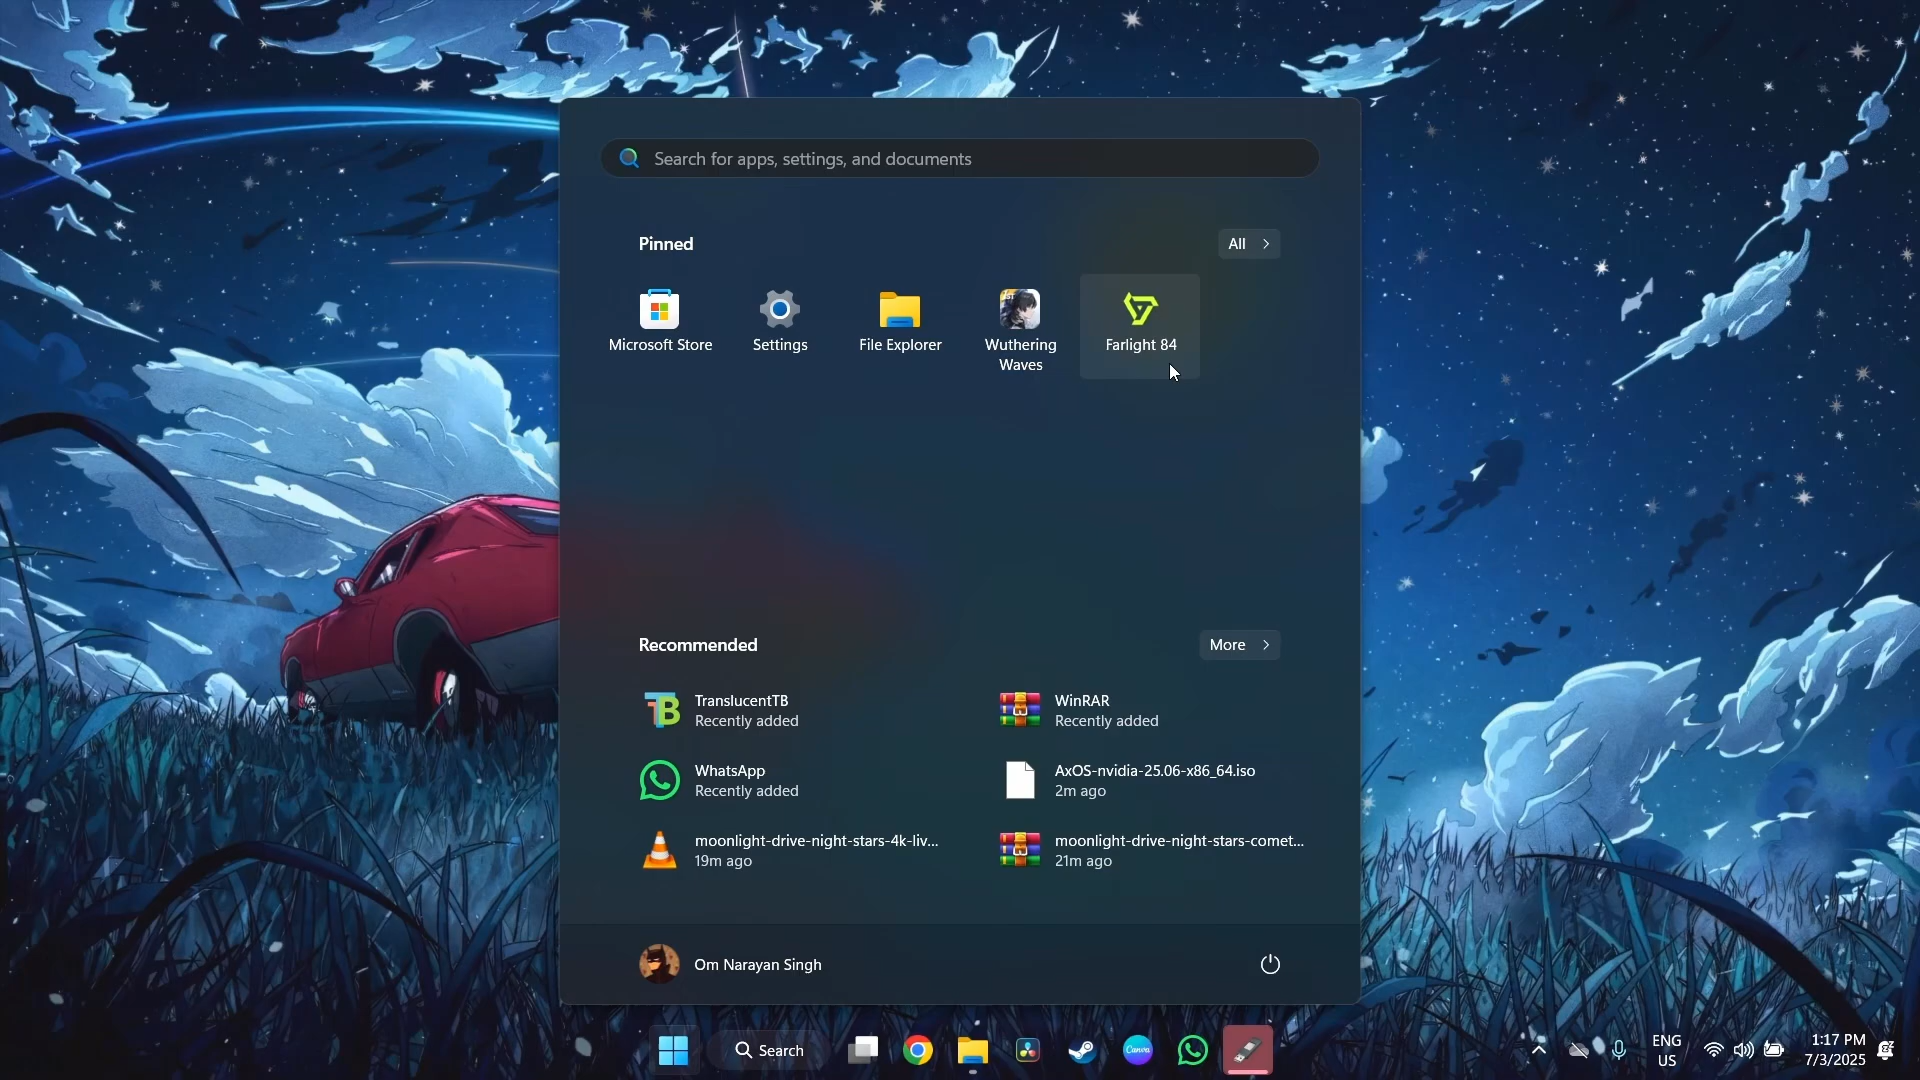 Search for apps, settings, and documents
Pinned
All
Microsoft Store
Settings
File Explorer
Wuthering
Waves
Farlight 84
Recommended
More
TranslucentTB
Recently added
WinRAR
Recently added
WhatsApp
Recently added
AxOS-nvidia-25.06-x86_64.iso
2m ago
moonlight-drive-night-stars-4k-liv...
19m ago
moonlight-drive-night-stars-comet...
21m ago
Om Narayan Singh
Search
Canva
ENG
US
1:17 PM
7/3/2025